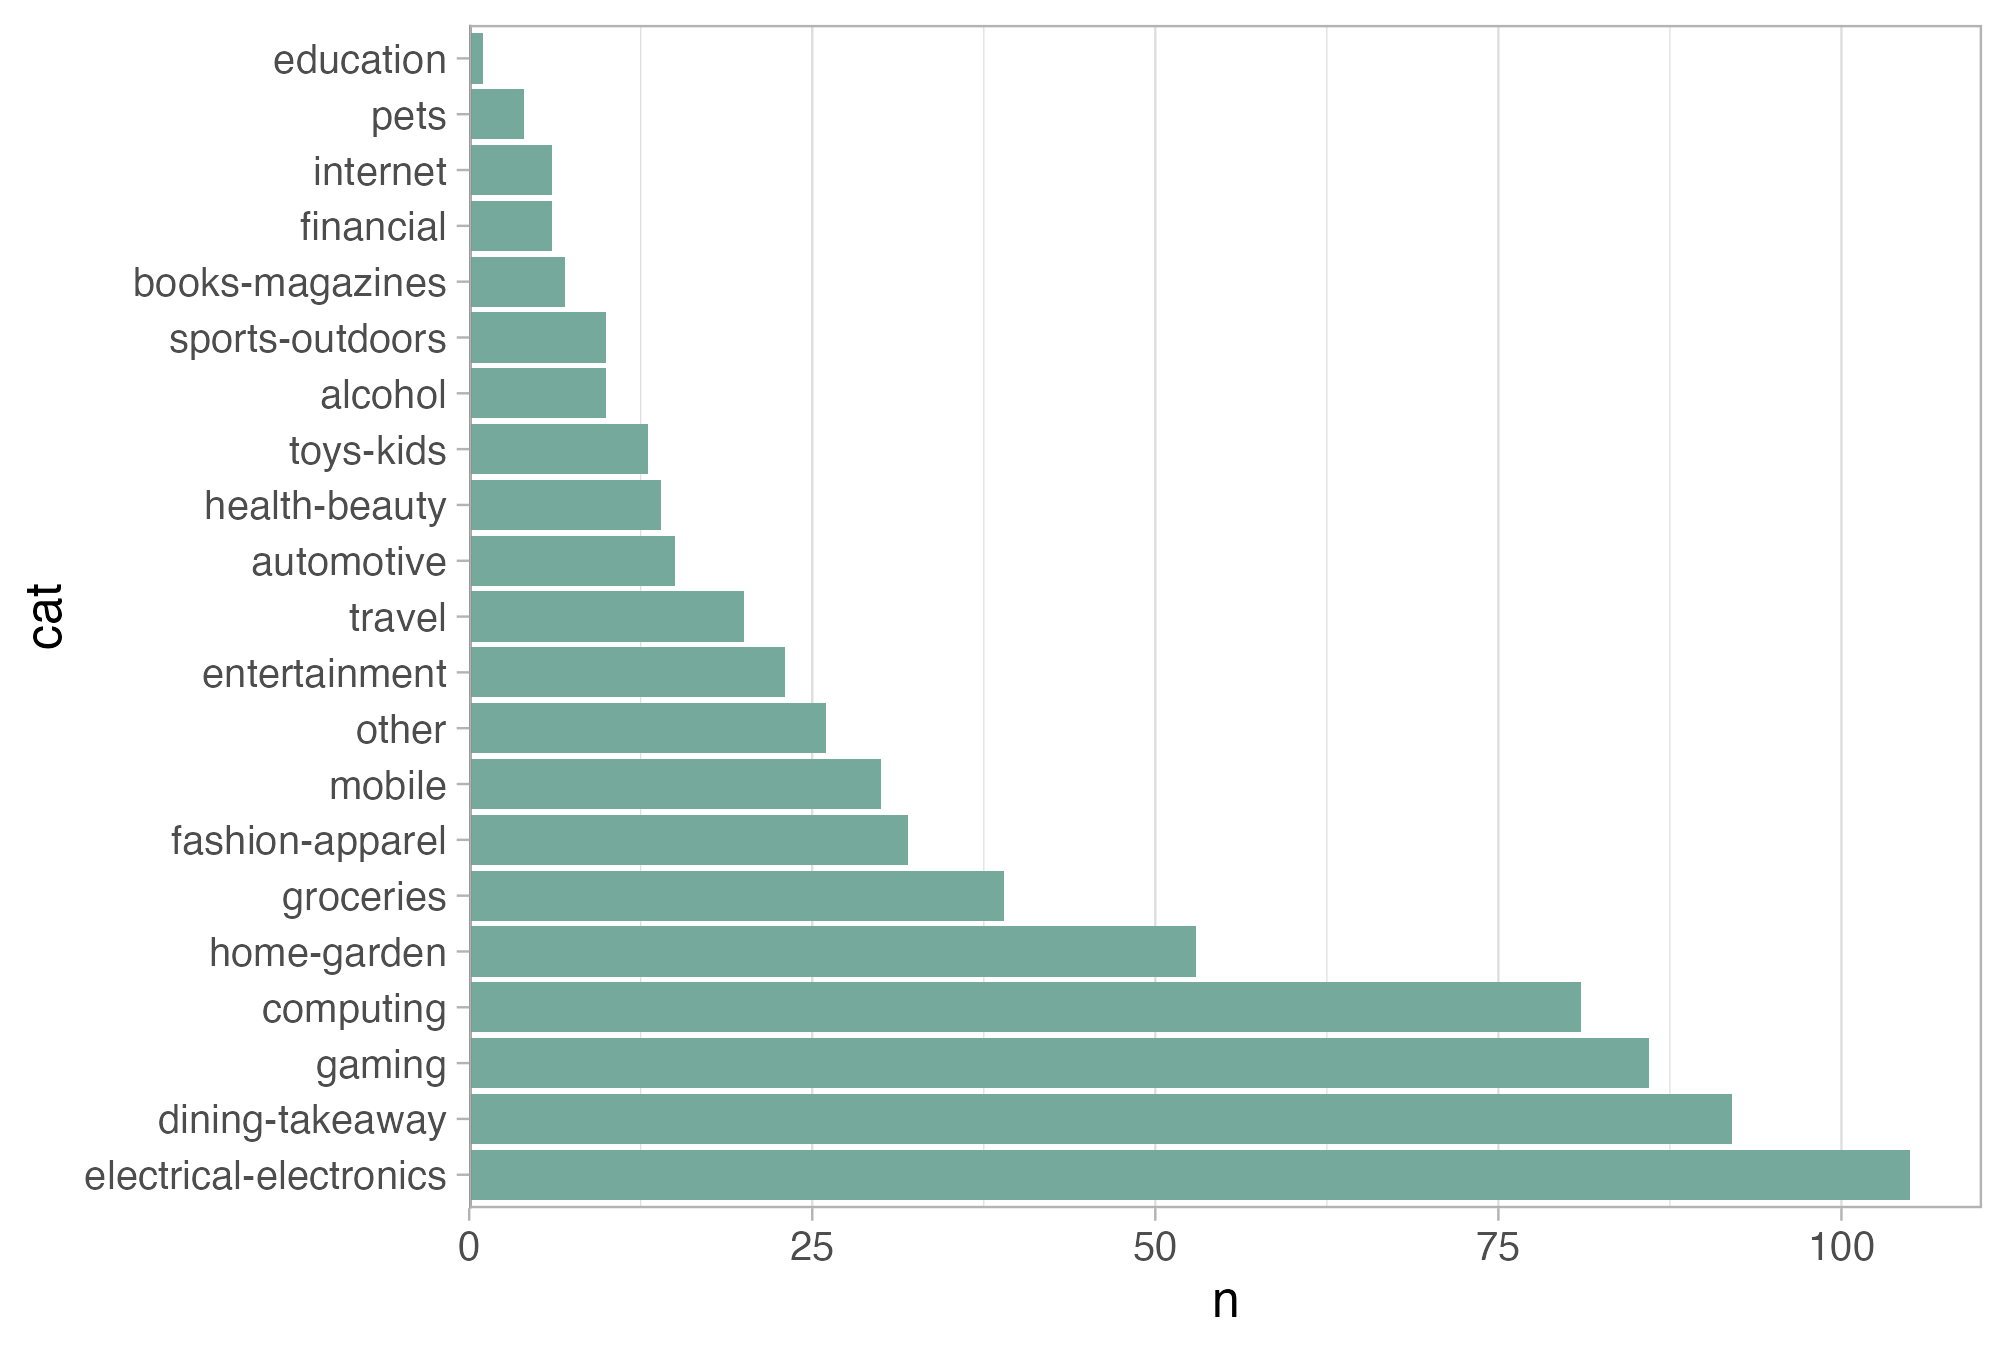 education
pets
internet
financial
books-magazines
sports-outdoors
alcohol
toys-kids
health-beauty
automotive
travel
entertainment
other
mobile
fashion-apparel
groceries
home-garden
computing
gaming
dining-takeaway
electrical-electronics
cat
0 25 50 75 100
n